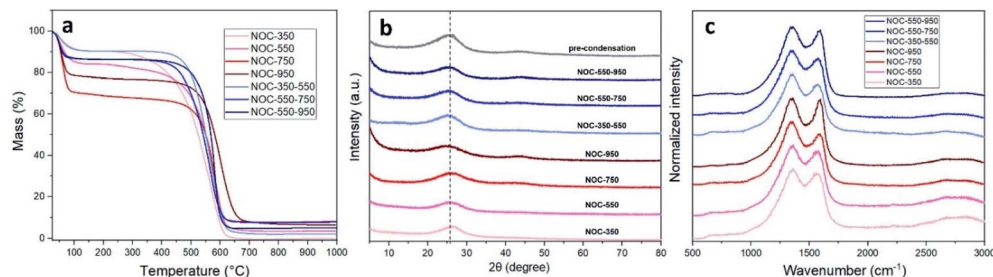 a
NOC-350
NOC-550
NOC-750
NOC-950
NOC-350-550
NOC-550-750
NOC-550-950
Mass (%)
100
80
60
40
20
0
0 100 200 300 400 500 600 700 800 900 1000
Temperature (°C)
b
pre-condensation
NOC-550-950
NOC-550-750
NOC-350-550
NOC-950
NOC-750
NOC-550
NOC-350
Intensity (a.u.)
20 40 60 80
2θ (degree)
c
NOC-550-950
NOC-550-750
NOC-350-550
NOC-950
NOC-750
NOC-550
NOC-350
Normalized intensity
500 1000 1500 2000 2500 3000
Wavenumber (cm-1)